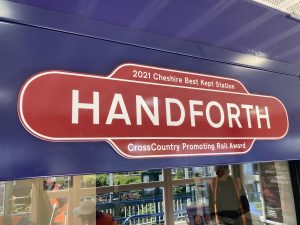 2021 Cheshire Best Kept Station
HANDFORTH
CrossCountry Promoting Rail Award